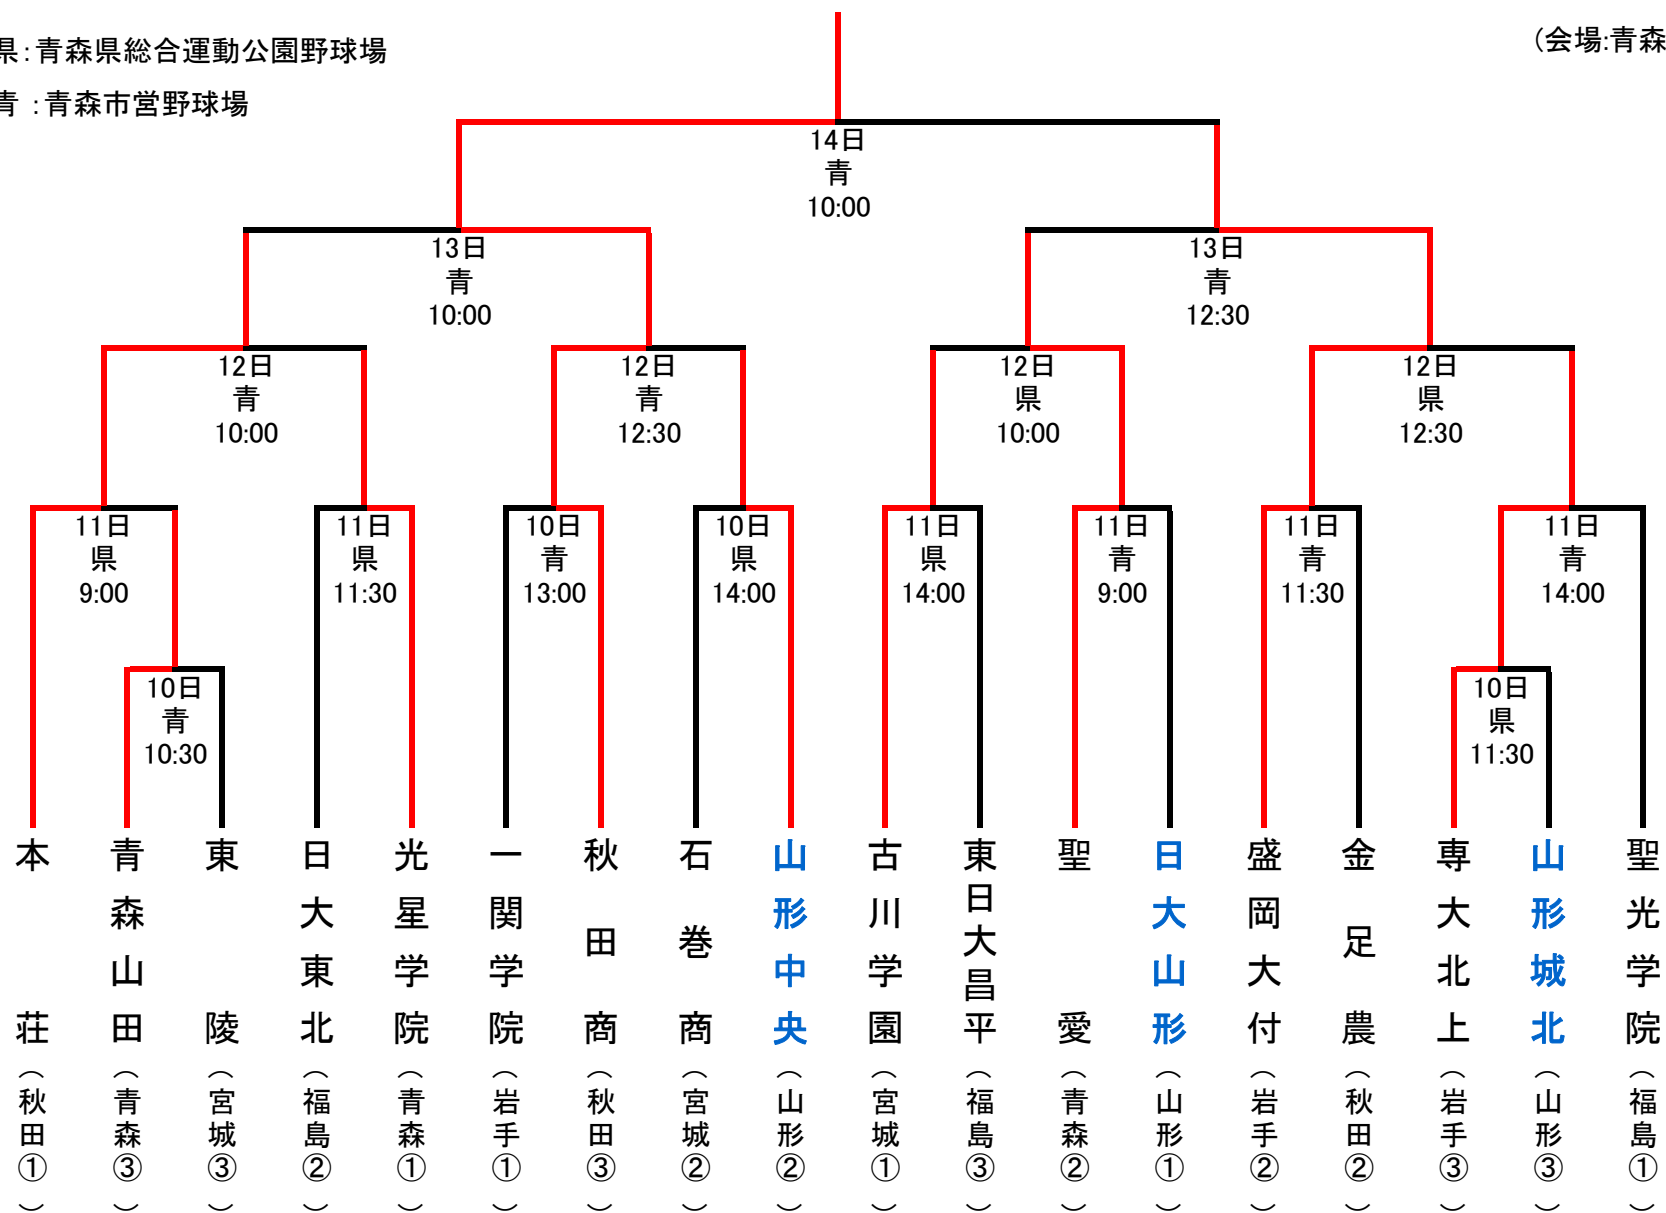 県：青森県総合運動公園野球場
（会場:青森
青 ：青森市営野球場
14日
青
10:00
13日
青
10:00
13日
青
12:30
12日
青
10:00
12日
青
12:30
12日
県
10:00
12日
県
12:30
11日
県
9:00
11日
県
11:30
10日
青
13:00
10日
県
14:00
11日
県
14:00
11日
青
9:00
11日
青
11:30
11日
青
14:00
10日
青
10:30
10日
県
11:30
本荘（秋田①）
青森山田（青森③）
東陵（宮城③）
日大東北（福島②）
光星学院（青森①）
一関学院（岩手①）
秋田商（秋田③）
石巻商（宮城②）
山形中央（山形②）
古川学園（宮城①）
東日大昌平（福島③）
聖愛（青森②）
日大山形（山形①）
盛岡大付（岩手②）
金足農（秋田②）
専大北上（岩手③）
山形城北（山形③）
聖光学院（福島①）